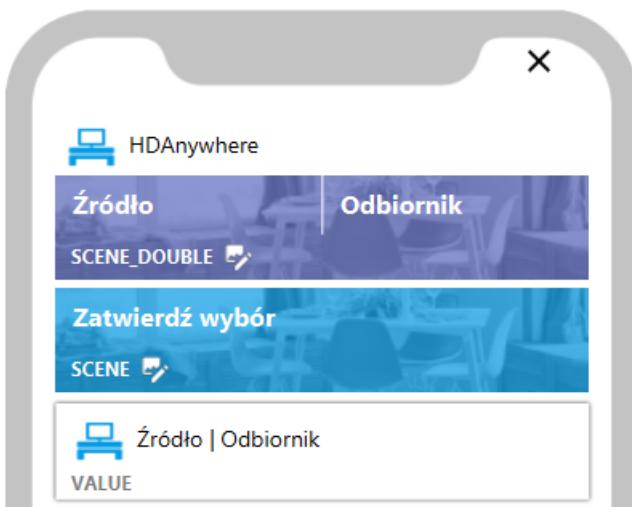 HDAnywhere
Źródło Odbiornik
SCENE_DOUBLE
Zatwierdź wybór
SCENE
Źródło | Odbiornik
VALUE